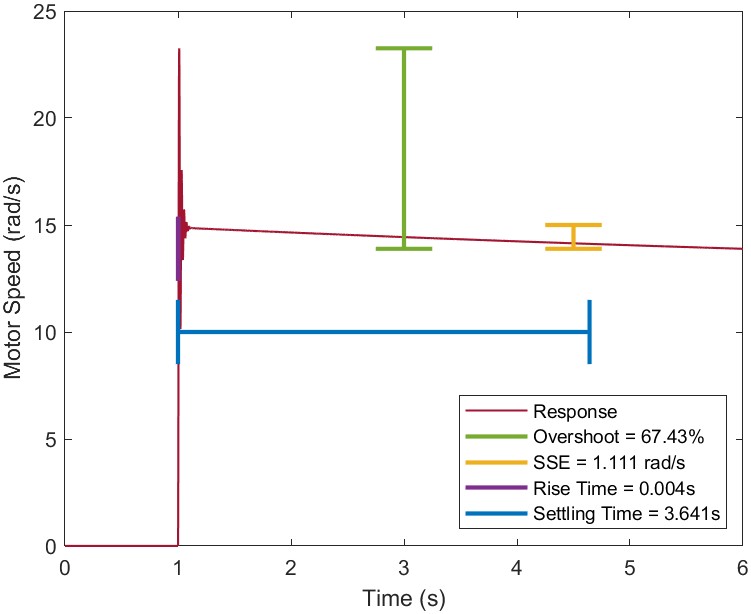 25
20
15
10
5
0
Motor Speed (rad/s)
Response
Overshoot = 67.43%
SSE = 1.111 rad/s
Rise Time = 0.004s
Settling Time = 3.641s
0 1 2 3 4 5 6
Time (s)